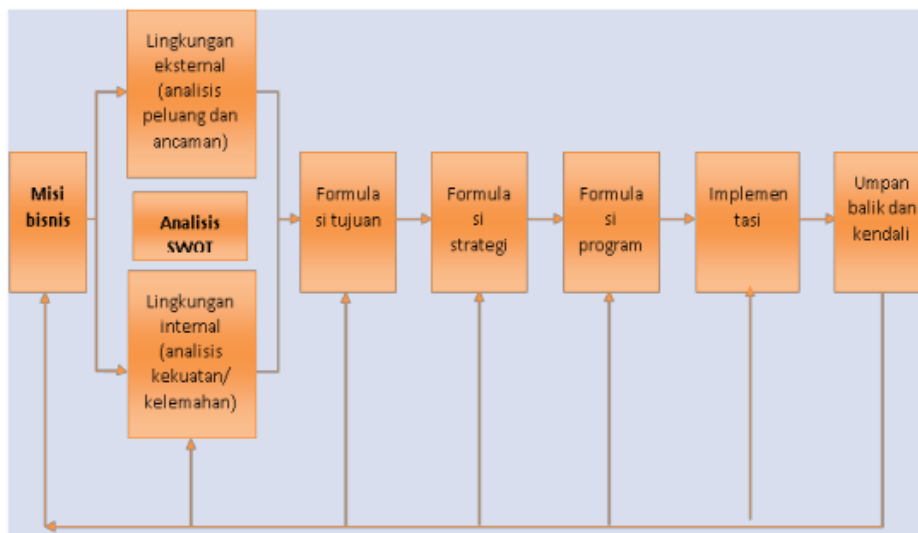 Misi
bisnis
Lingkungan
eksternal
(analisis
peluang dan
ancaman)
Analisis
SWOT
Lingkungan
internal
(analisis
kekuatan/
kelemahan)
Formula
si tujuan
Formula
si
strategi
Formula
si
program
Implemen
tasi
Umpan
balik dan
kendali